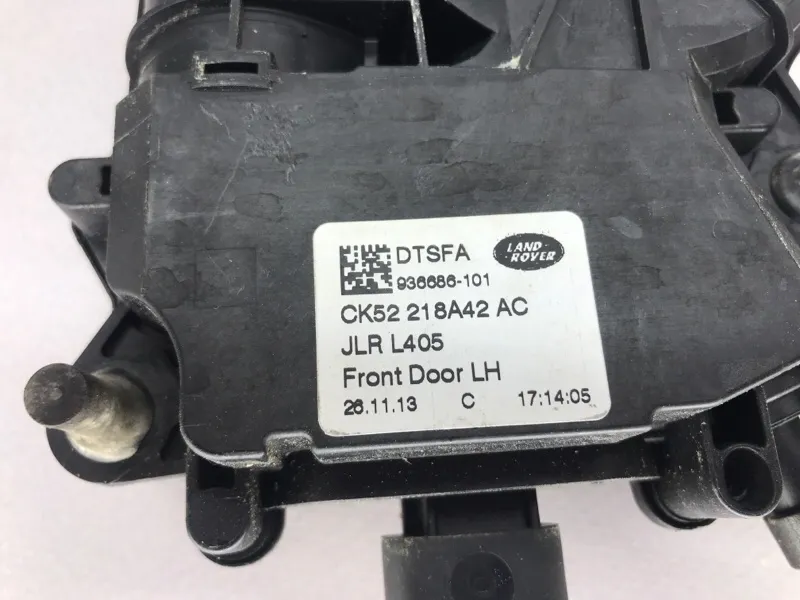 DTSFA
LAND-
ROVER
936686-101
CK52 218A42 AC
JLR L405
Front Door LH
26.11.13 C 17:14:05